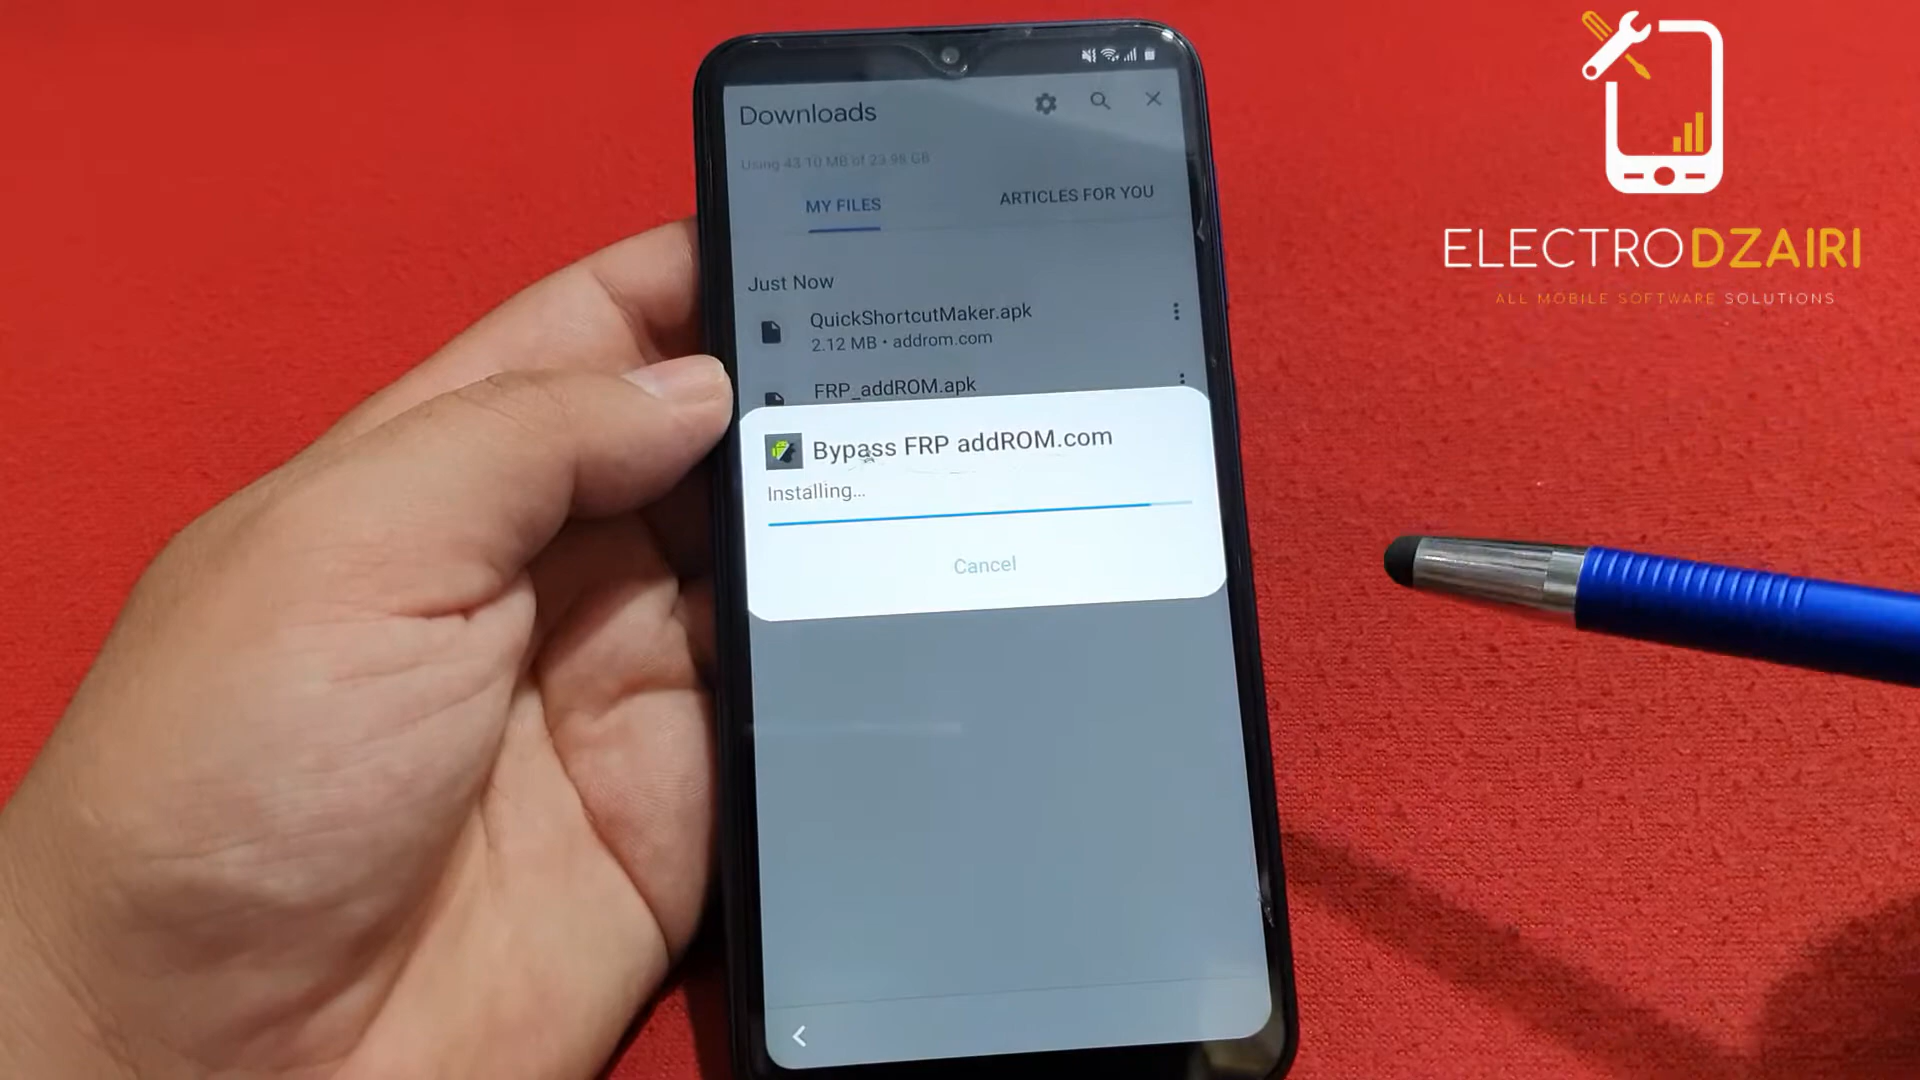 Downloads
Using 43.10 MB of 23.98 GB
MY FILES
ARTICLES FOR YOU
Just Now
QuickShortcutMaker.apk
2.12 MB • addrom.com
FRP_addROM.apk
Bypass FRP addROM.com
Installing...
Cancel
ELECTRODZAIRI
ALL MOBILE SOFTWARE SOLUTIONS